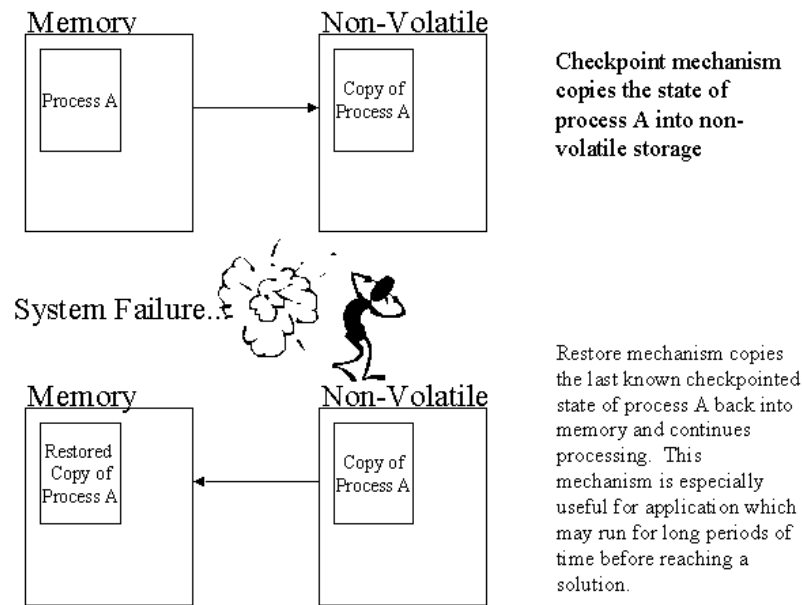 Memory
Non-Volatile
Process A
Copy of
Process A
Checkpoint mechanism
copies the state of
process A into non-
volatile storage
System Failure...
Memory
Non-Volatile
Restored
Copy of
Process A
Copy of
Process A
Restore mechanism copies
the last known checkpointed
state of process A back into
memory and continues
processing. This
mechanism is especially
useful for application which
may run for long periods of
time before reaching a
solution.